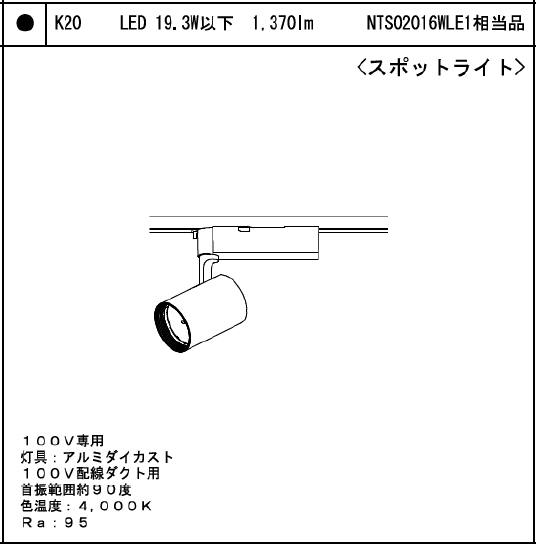 ● K20 LED 19.3W以下 1,370lm NTS02016WLE1相当品
〈スポットライト〉
１００Ｖ専用
灯具：アルミダイカスト
１００Ｖ配線ダクト用
首振範囲約９０度
色温度：４,０００Ｋ
Ｒａ：９５